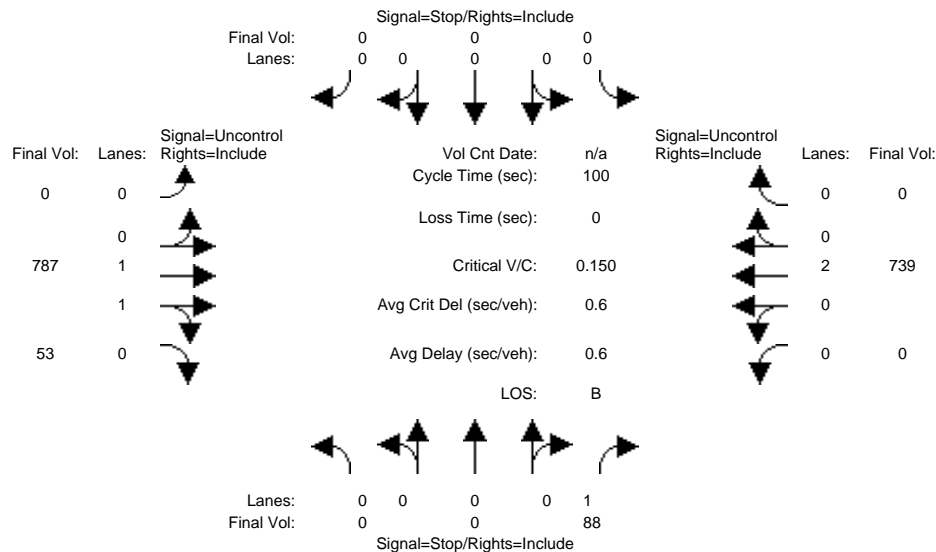 Signal=Stop/Rights=Include
Final Vol: 0 0 0
Lanes: 0 0 0 0 0
Signal=Uncontrol
Final Vol: Lanes: Rights=Include
Vol Cnt Date: n/a
Signal=Uncontrol
Rights=Include Lanes: Final Vol:
Cycle Time (sec): 100
0 0
0 0
Loss Time (sec): 0
0
0
787 1
Critical V/C: 0.150
2 739
1
Avg Crit Del (sec/veh): 0.6
0
53 0
Avg Delay (sec/veh): 0.6
0 0
LOS: B
Lanes: 0 0 0 0 1
Final Vol: 0 0 88
Signal=Stop/Rights=Include